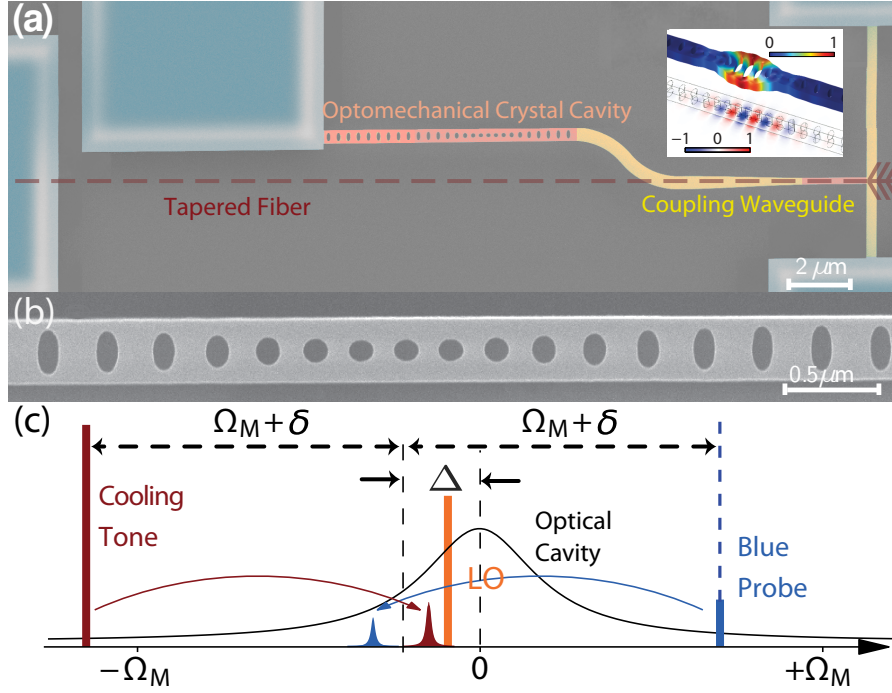 (a)
0 1
Optomechanical Crystal Cavity
−1 0 1
Tapered Fiber
Coupling Waveguide
2 μm
(b)
0.5 μm
(c)
Ω_M + δ Ω_M + δ
Δ
Cooling
Tone
Optical
Cavity
LO
Blue
Probe
−Ω_M 0 +Ω_M